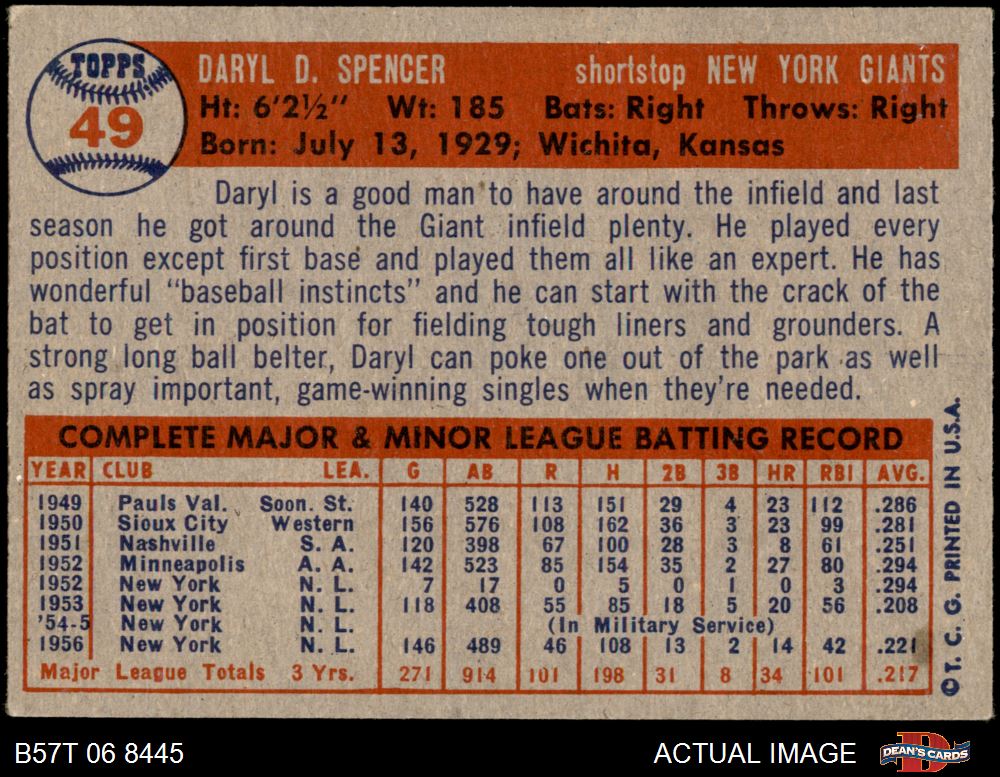 TOPPS
49
DARYL D. SPENCER shortstop NEW YORK GIANTS
Ht: 6'2½" Wt: 185 Bats: Right Throws: Right
Born: July 13, 1929; Wichita, Kansas
Daryl is a good man to have around the infield and last
season he got around the Giant infield plenty. He played every
position except first base and played them all like an expert. He has
wonderful "baseball instincts" and he can start with the crack of the
bat to get in position for fielding tough liners and grounders. A
strong long ball belter, Daryl can poke one out of the park as well
as spray important, game-winning singles when they're needed.
COMPLETE MAJOR & MINOR LEAGUE BATTING RECORD
YEAR CLUB LEA. G AB R H 2B 3B HR RBI AVG.
1949 Pauls Val. Soon. St. 140 528 113 151 29 4 23 112 .286
1950 Sioux City Western 156 576 108 162 36 3 23 99 .281
1951 Nashville S. A. 120 398 67 100 28 3 8 61 .251
1952 Minneapolis A. A. 142 523 85 154 35 2 27 80 .294
1952 New York N. L. 7 17 0 5 0 1 0 3 .294
1953 New York N. L. 118 408 55 85 18 5 20 56 .208
'54-5 New York N. L. (In Military Service)
1956 New York N. L. 146 489 46 108 13 2 14 42 .221
Major League Totals 3 Yrs. 271 914 101 198 31 8 34 101 .217
© T. C. G. PRINTED IN U.S.A.
B57T 06 8445 ACTUAL IMAGE DEAN'S CARDS